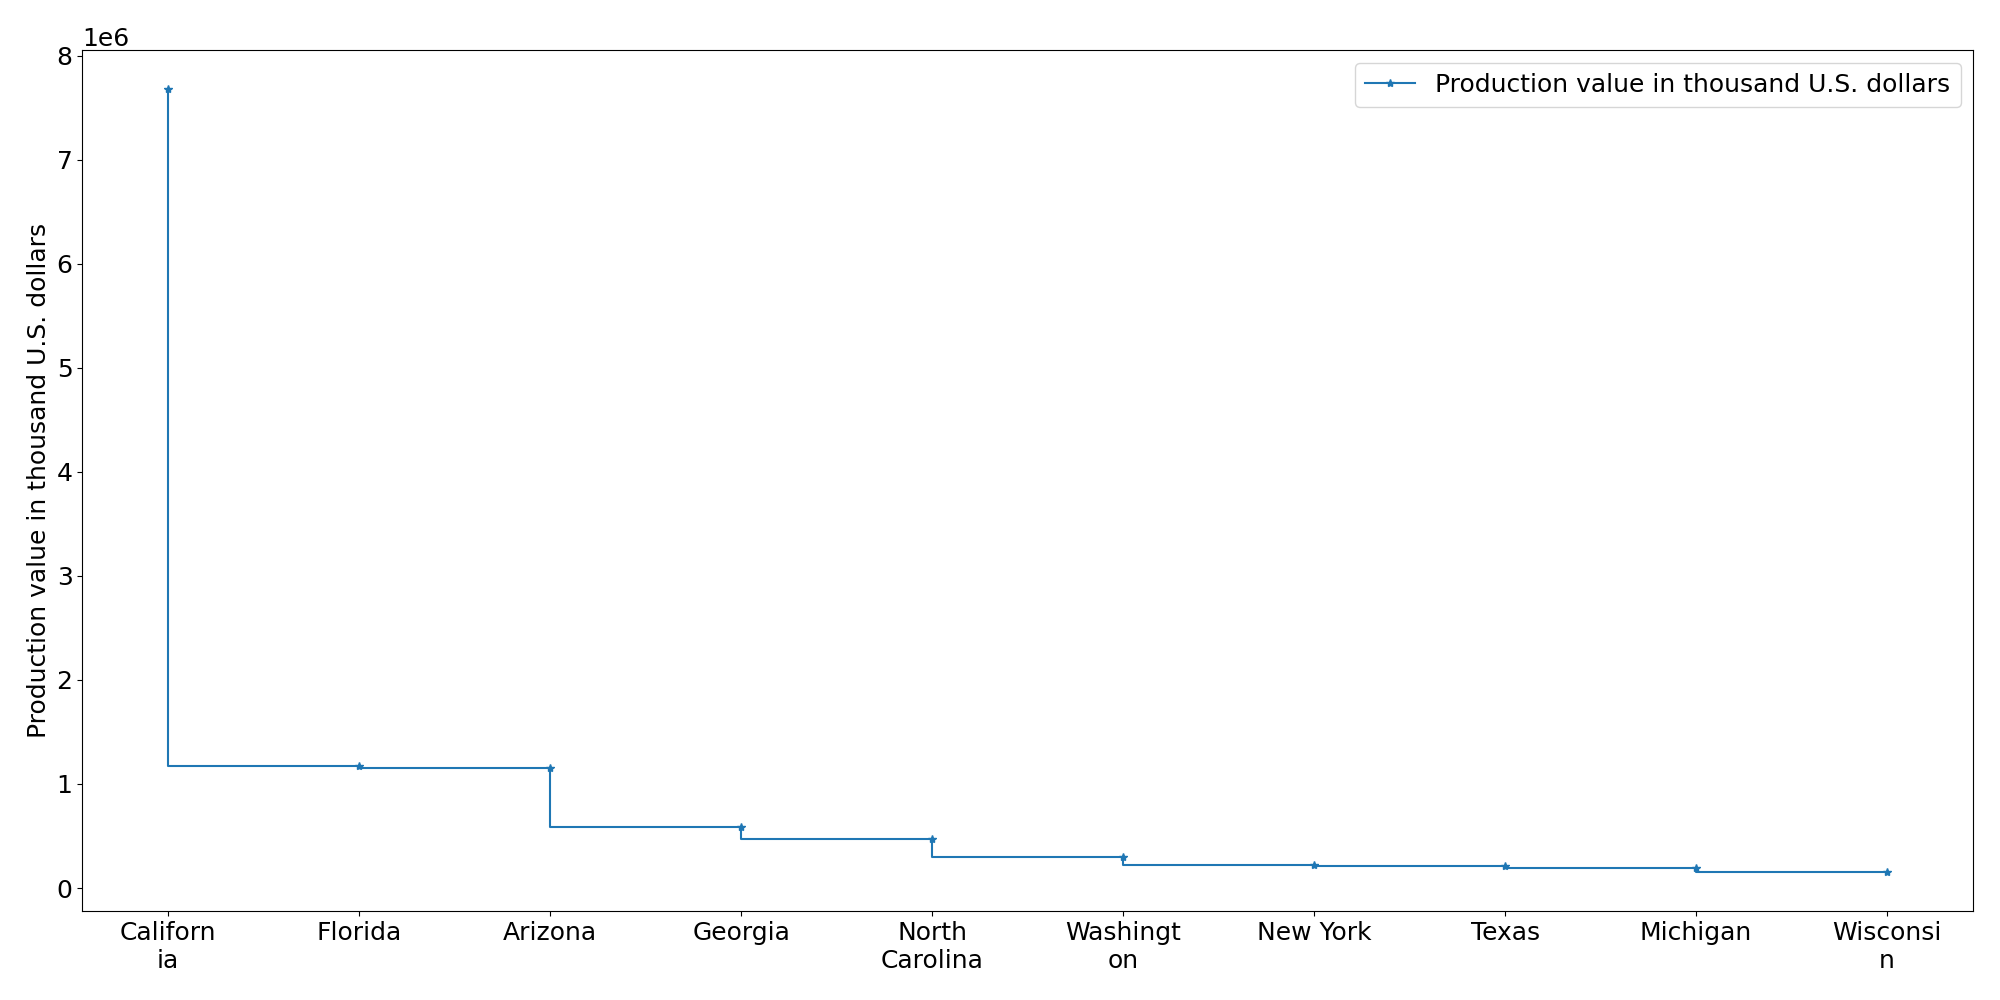 1e6
8
7
6
5
4
3
2
1
0
Production value in thousand U.S. dollars
Production value in thousand U.S. dollars
Californ
ia
Florida
Arizona
Georgia
North
Carolina
Washingt
on
New York
Texas
Michigan
Wisconsi
n